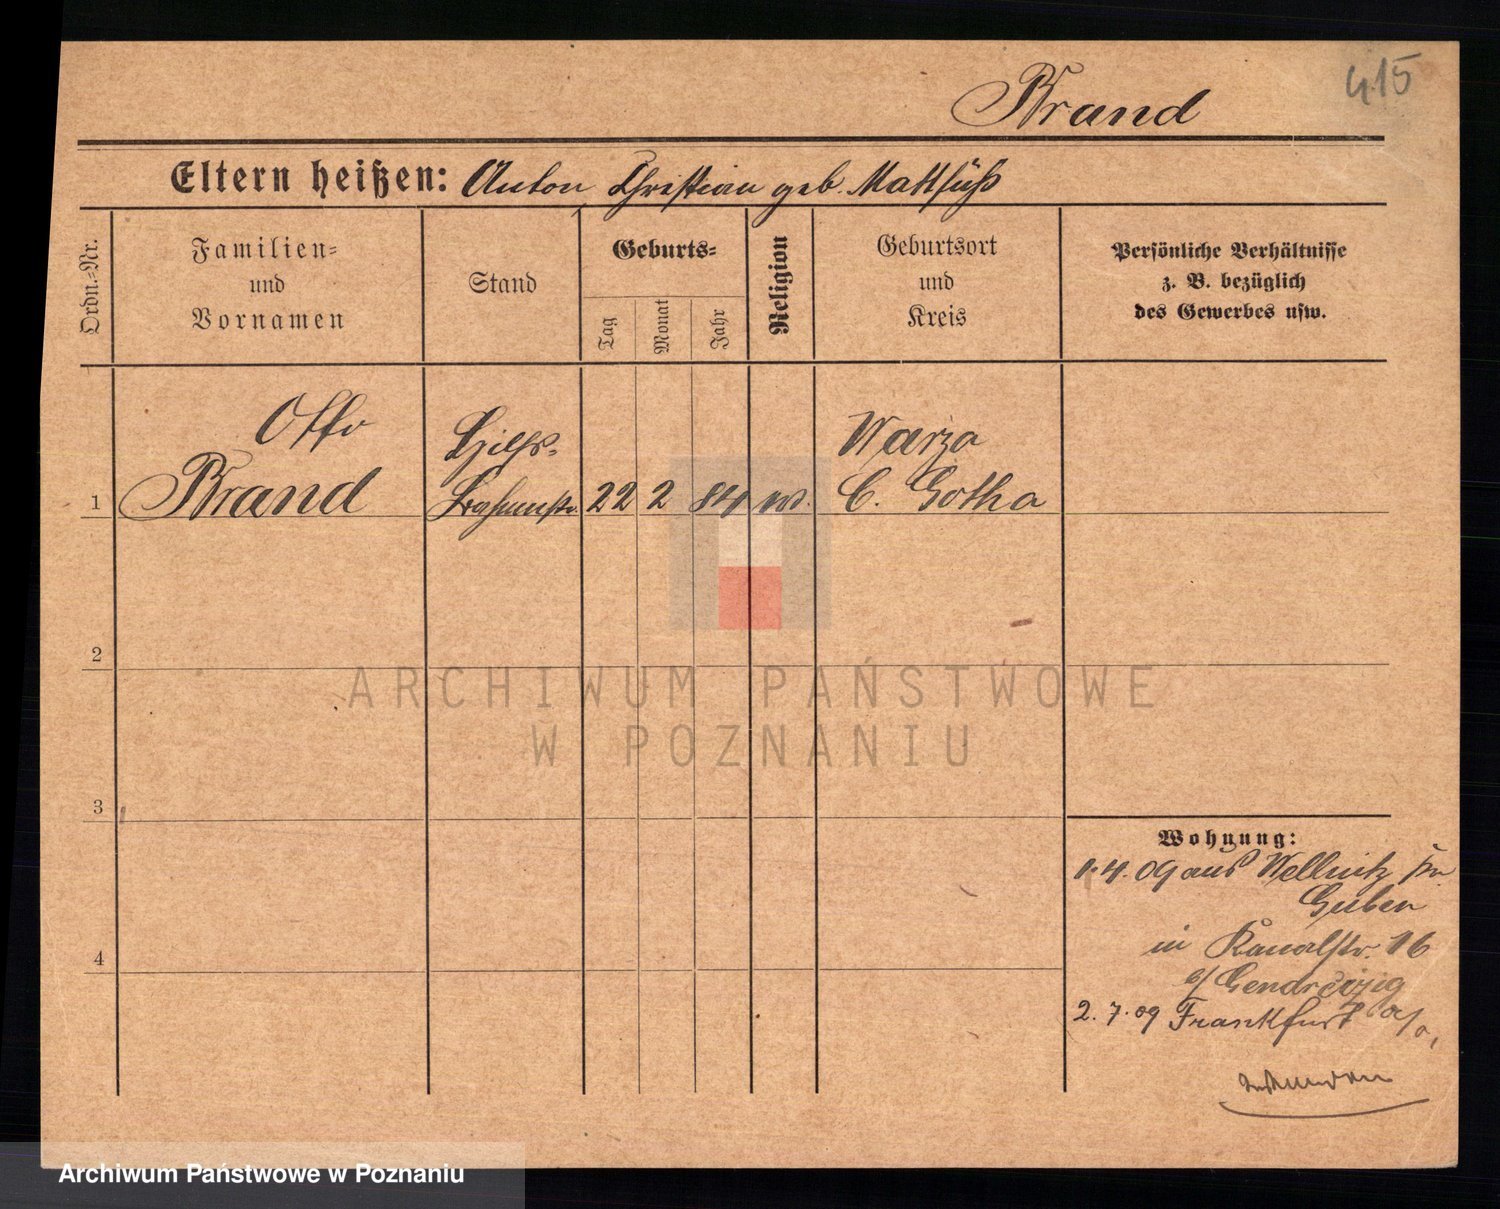 415
Brand
Eltern heißen: Anton, Christian geb. Mattfüß
Ordn.-Nr.
Familien-
und
Vornamen
Stand
Geburts-
Tag
Monat
Jahr
Religion
Geburtsort
und
Kreis
Persönliche Verhältnisse
z. B. bezüglich
des Gewerbes usw.
Otto
Hilfs-
Warza
1 Brand 22 2 84 C. Gotha
2
3
4
Wohnung:
1.4.09 aus Wellmitz
Guben
in Kanalstr. 16
2.7.09 Frankfurt a/o,
ARCHIWUM PAŃSTWOWE
W POZNANIU
Archiwum Państwowe w Poznaniu